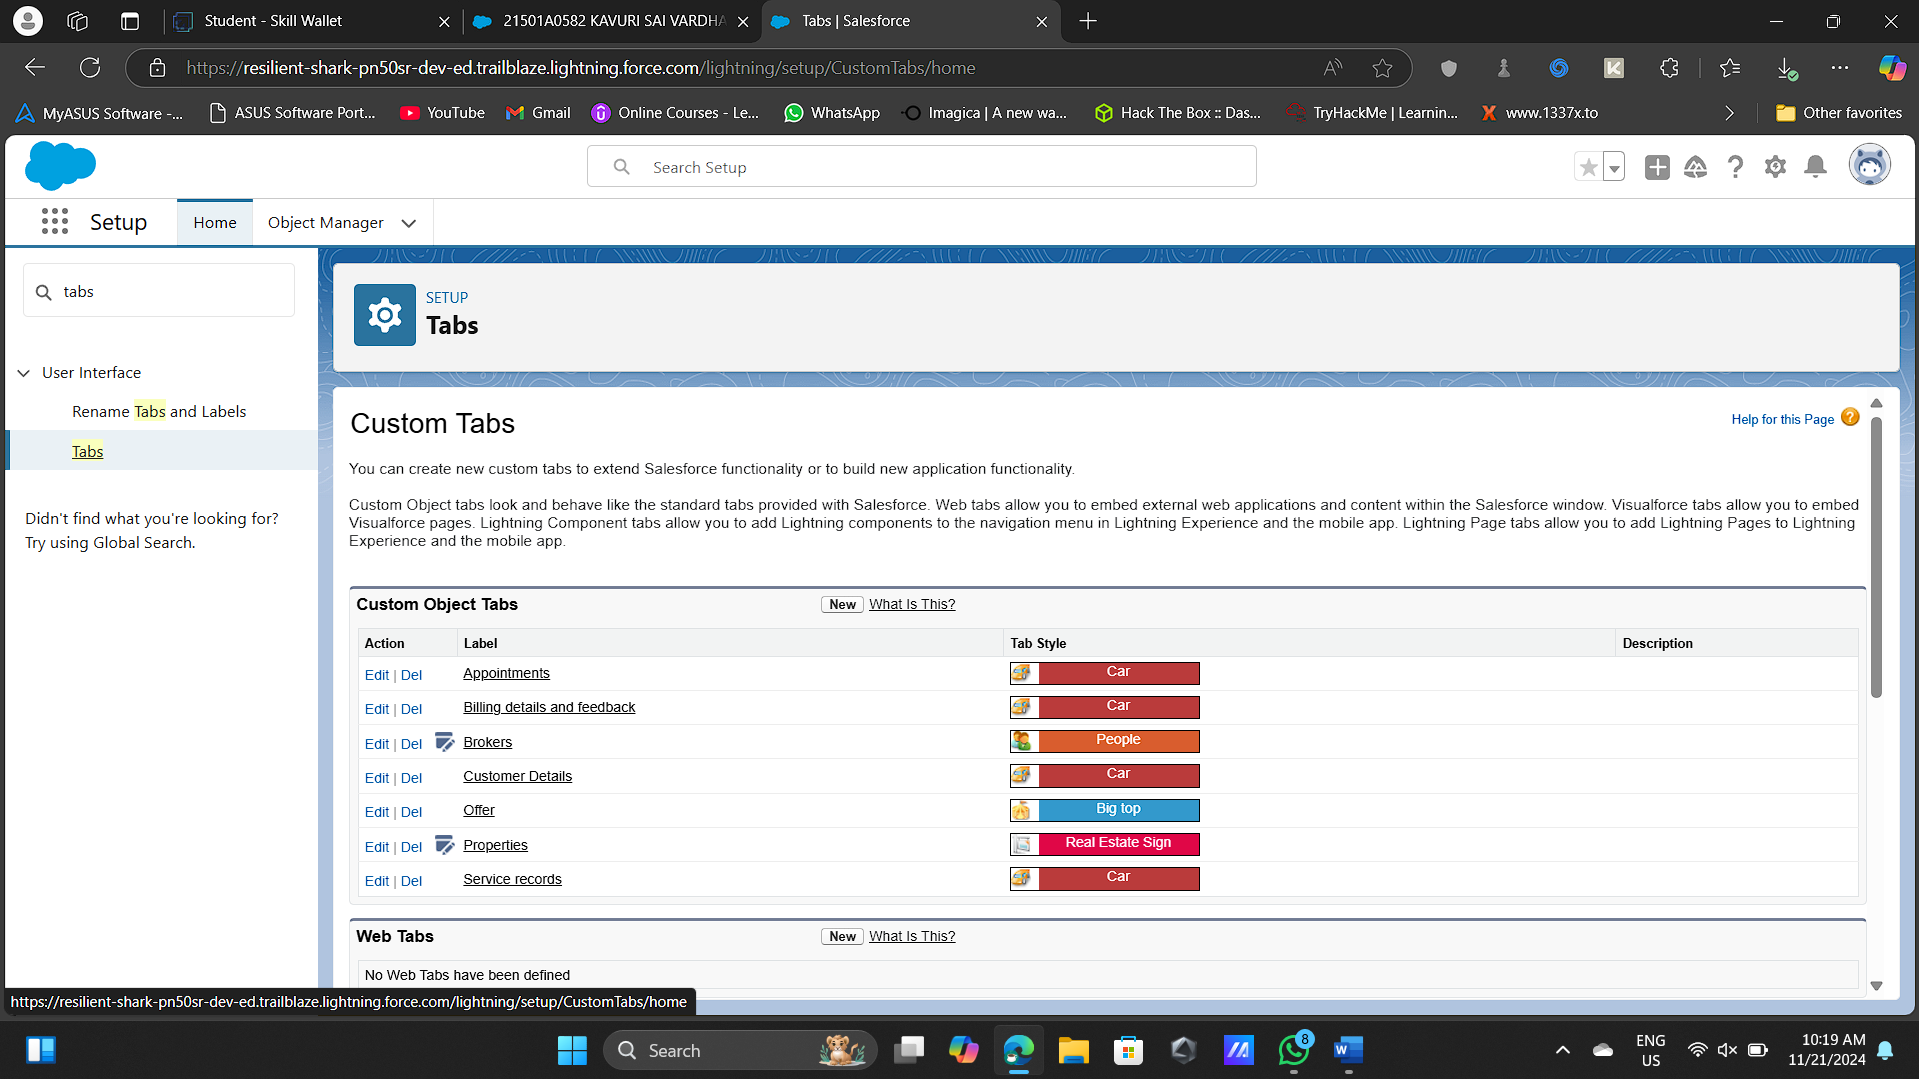 Student - Skill Wallet
21501A0582 KAVURI SAI VARDHA
Tabs | Salesforce
https://resilient-shark-pn50sr-dev-ed.trailblaze.lightning.force.com/lightning/setup/CustomTabs/home
MyASUS Software -...
ASUS Software Port...
YouTube
Gmail
Online Courses - Le...
WhatsApp
Imagica | A new wa...
Hack The Box :: Das...
TryHackMe | Learnin...
www.1337x.to
Other favorites
Search Setup
Setup
Home
Object Manager
tabs
User Interface
Rename Tabs and Labels
Tabs
Didn't find what you're looking for?
Try using Global Search.
SETUP
Tabs
Custom Tabs
Help for this Page
You can create new custom tabs to extend Salesforce functionality or to build new application functionality.
Custom Object tabs look and behave like the standard tabs provided with Salesforce. Web tabs allow you to embed external web applications and content within the Salesforce window. Visualforce tabs allow you to embed
Visualforce pages. Lightning Component tabs allow you to add Lightning components to the navigation menu in Lightning Experience and the mobile app. Lightning Page tabs allow you to add Lightning Pages to Lightning
Experience and the mobile app.
Custom Object Tabs New What Is This?
Action Label Tab Style Description
Edit | Del Appointments Car
Edit | Del Billing details and feedback Car
Edit | Del Brokers People
Edit | Del Customer Details Car
Edit | Del Offer Big top
Edit | Del Properties Real Estate Sign
Edit | Del Service records Car
Web Tabs New What Is This?
No Web Tabs have been defined
https://resilient-shark-pn50sr-dev-ed.trailblaze.lightning.force.com/lightning/setup/CustomTabs/home
Search
8
ENG
US
10:19 AM
11/21/2024